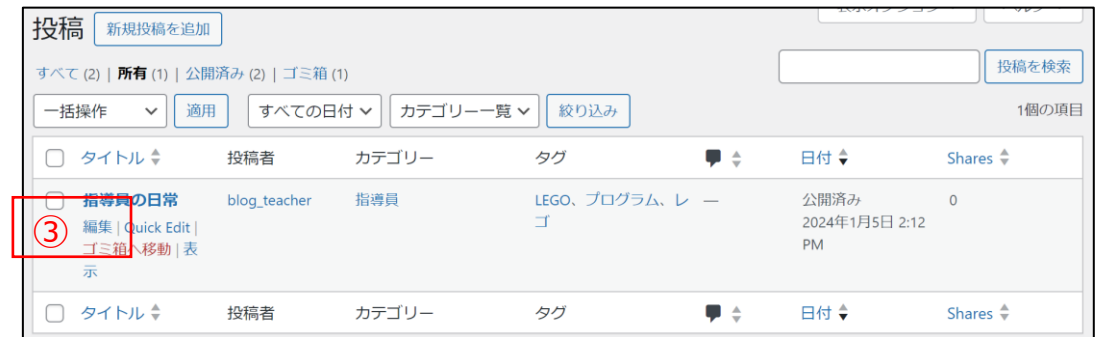 投稿 新規投稿を追加
すべて (2) | 所有 (1) | 公開済み (2) | ゴミ箱 (1)
投稿を検索
一括操作 適用 すべての日付 カテゴリー一覧 絞り込み 1個の項目
タイトル 投稿者 カテゴリー タグ 日付 Shares
指導員の日常 blog_teacher 指導員 LEGO、プログラム、レ — 公開済み 0
ゴ 2024年1月5日 2:12
PM
③
編集 | Quick Edit |
ゴミ箱へ移動 | 表
示
タイトル 投稿者 カテゴリー タグ 日付 Shares